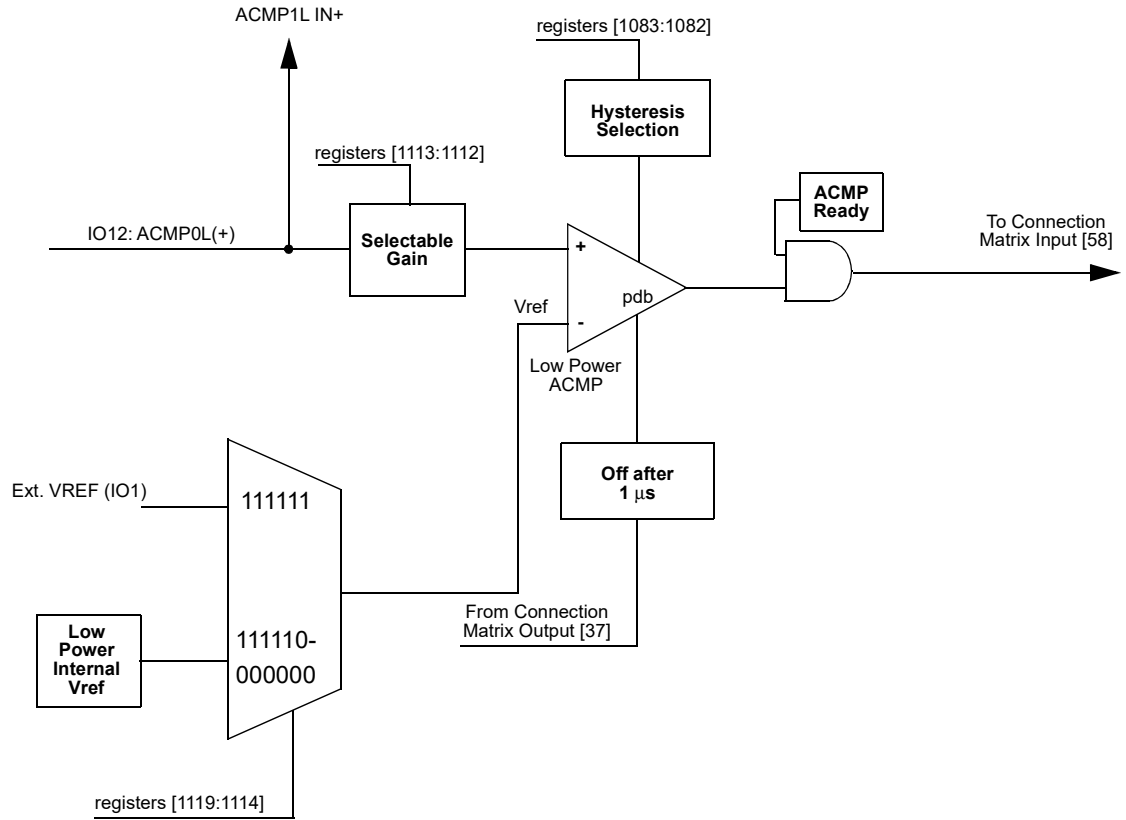 ACMP1L IN+
registers [1083:1082]
Hysteresis
Selection
registers [1113:1112]
ACMP
Ready
IO12: ACMP0L(+)
Selectable
Gain
+
To Connection
Matrix Input [58]
pdb
Vref
-
Low Power
ACMP
Off after
1 μs
Ext. VREF (IO1)
111111
From Connection
Matrix Output [37]
Low
Power
Internal
Vref
111110-
000000
registers [1119:1114]